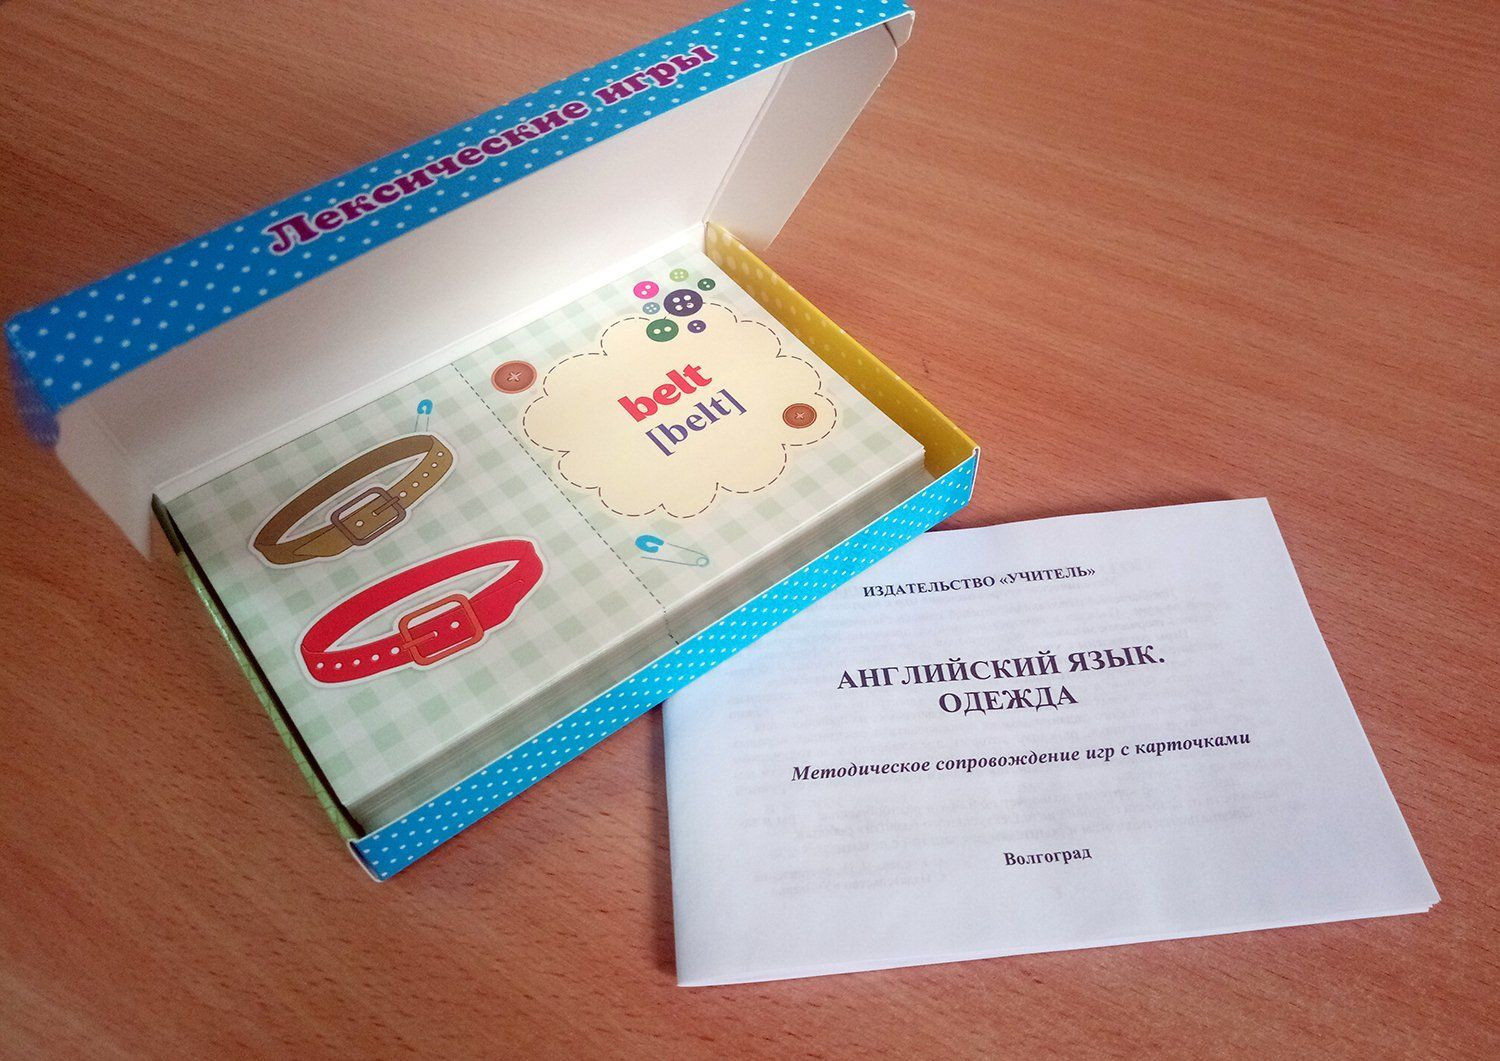 Лексические игры
belt
[belt]
ИЗДАТЕЛЬСТВО «УЧИТЕЛЬ»
АНГЛИЙСКИЙ ЯЗЫК.
ОДЕЖДА
Методическое сопровождение игр с карточками
Волгоград